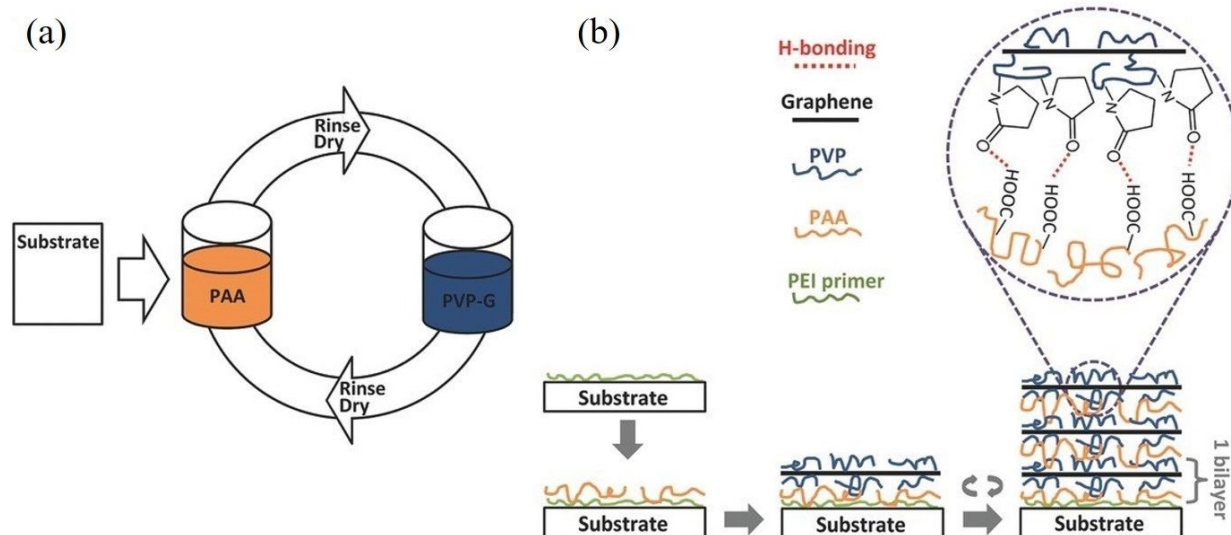 (a)
Substrate
PAA
Rinse
Dry
PVP-G
Rinse
Dry
(b)
H-bonding
Graphene
PVP
PAA
PEI primer
N
N
N
N
O
O
O
O
HOOC
HOOC
HOOC
HOOC
Substrate
Substrate
Substrate
Substrate
1 bilayer